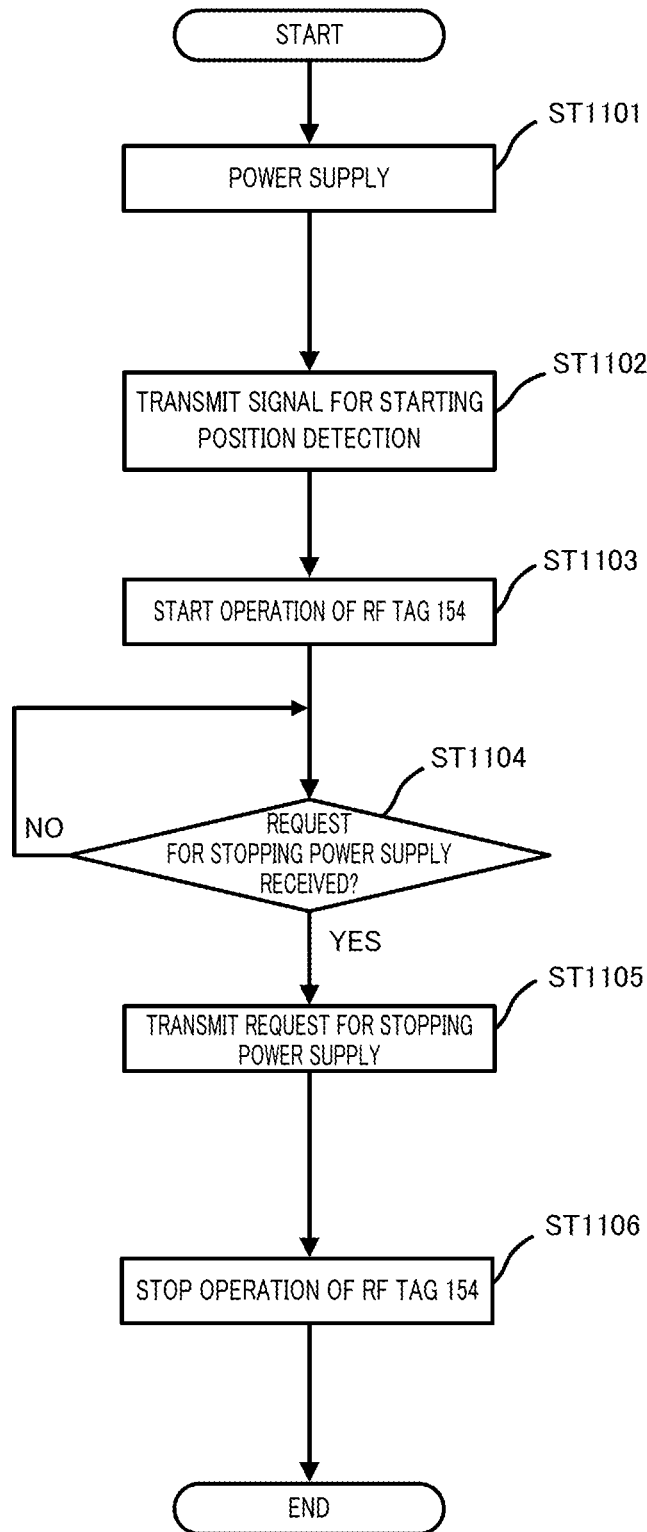 START
ST1101
POWER SUPPLY
ST1102
TRANSMIT SIGNAL FOR STARTING
POSITION DETECTION
ST1103
START OPERATION OF RF TAG 154
ST1104
NO
REQUEST
FOR STOPPING POWER SUPPLY
RECEIVED?
YES
ST1105
TRANSMIT REQUEST FOR STOPPING
POWER SUPPLY
ST1106
STOP OPERATION OF RF TAG 154
END